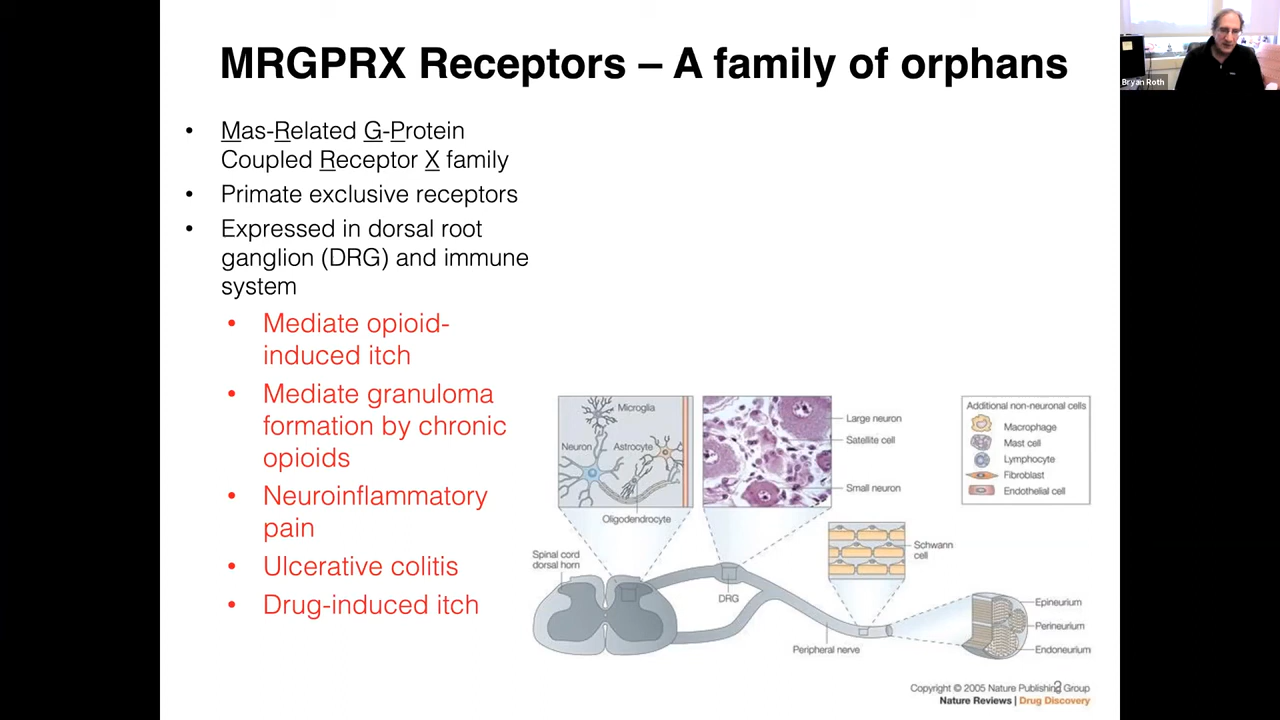 MRGPRX Receptors – A family of orphans
Bryan Roth
• Mas-Related G-Protein
Coupled Receptor X family
• Primate exclusive receptors
• Expressed in dorsal root
ganglion (DRG) and immune
system
• Mediate opioid-
induced itch
• Mediate granuloma
formation by chronic
opioids
• Neuroinflammatory
pain
• Ulcerative colitis
• Drug-induced itch
Microglia
Neuron
Astrocyte
Oligodendrocyte
Large neuron
Satellite cell
Small neuron
Additional non-neuronal cells
Macrophage
Mast cell
Lymphocyte
Fibroblast
Endothelial cell
Schwann
cell
Spinal cord
dorsal horn
DRG
Peripheral nerve
Epineurium
Perineurium
Endoneurium
Copyright © 2005 Nature Publishing Group
2
Nature Reviews | Drug Discovery